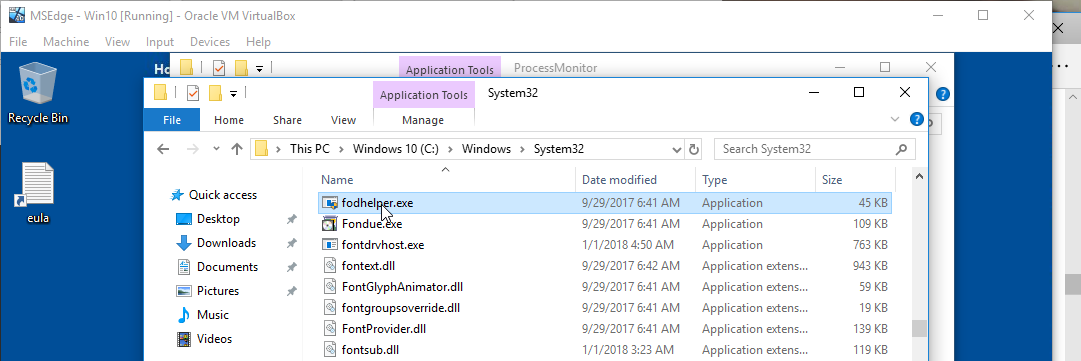 MSEdge - Win10 [Running] - Oracle VM VirtualBox
File Machine View Input Devices Help
Application Tools ProcessMonitor
Recycle Bin
eula
Application Tools System32
File Home Share View Manage
This PC Windows 10 (C:) Windows System32 Search System32
Name Date modified Type Size
Quick access
Desktop
Downloads
Documents
Pictures
Music
Videos
fodhelper.exe 9/29/2017 6:41 AM Application 45 KB
Fondue.exe 9/29/2017 6:41 AM Application 109 KB
fontdrvhost.exe 1/1/2018 4:50 AM Application 763 KB
fontext.dll 9/29/2017 6:42 AM Application extens... 943 KB
FontGlyphAnimator.dll 9/29/2017 6:41 AM Application extens... 59 KB
fontgroupsoverride.dll 9/29/2017 6:41 AM Application extens... 19 KB
FontProvider.dll 9/29/2017 6:41 AM Application extens... 139 KB
fontsub.dll 1/1/2018 3:23 AM Application extens... 119 KB